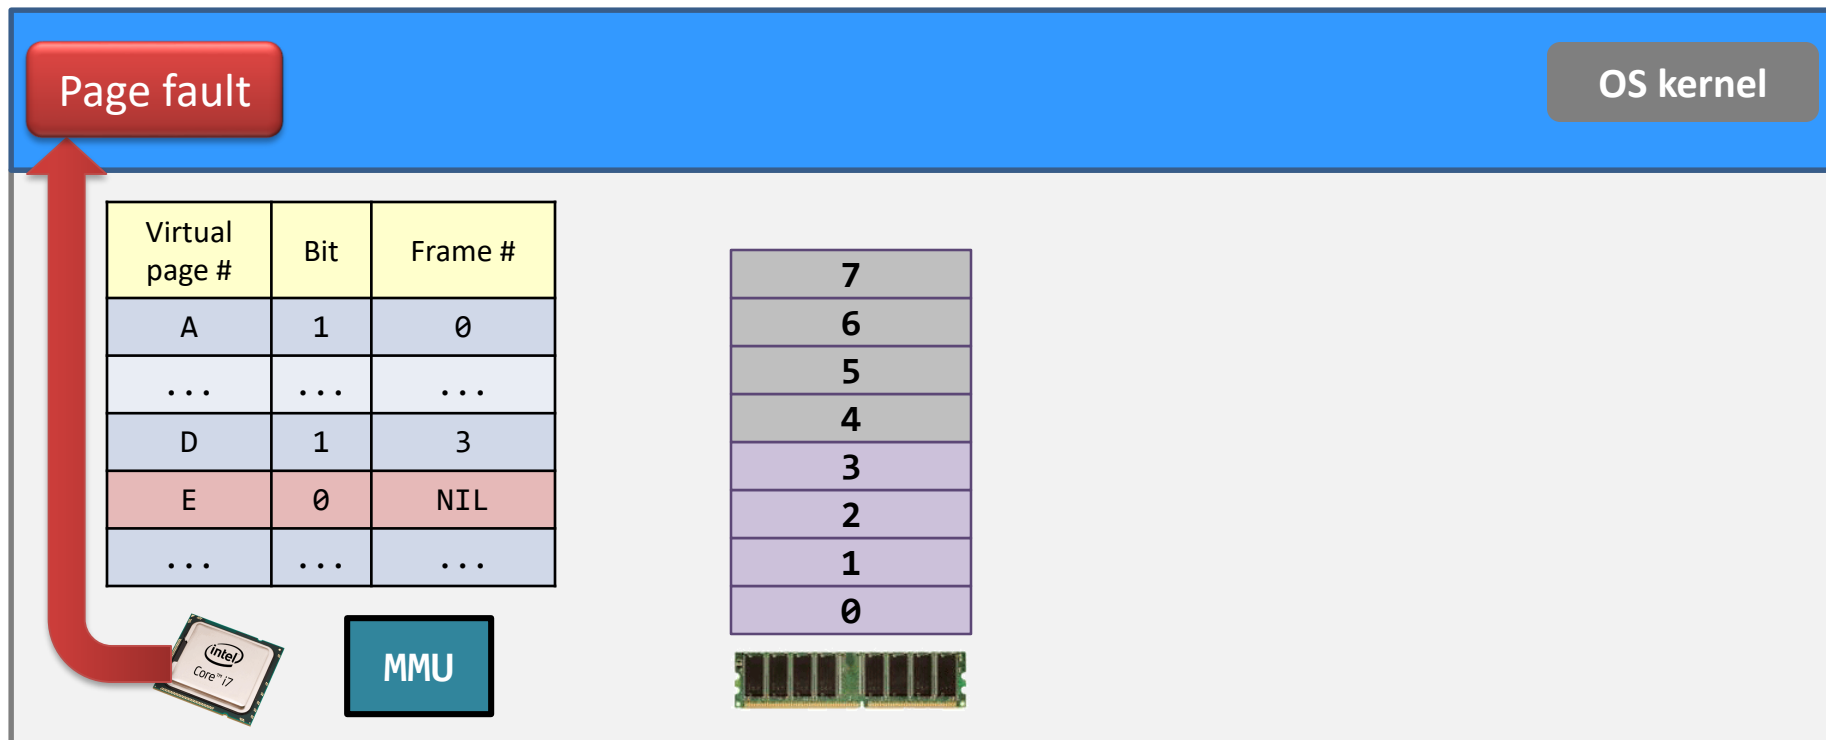 Page fault
OS kernel
Virtual page # Bit Frame #
A 1 0
... ... ...
D 1 3
E 0 NIL
... ... ...
7
6
5
4
3
2
1
0
intel
Core™ i7
MMU